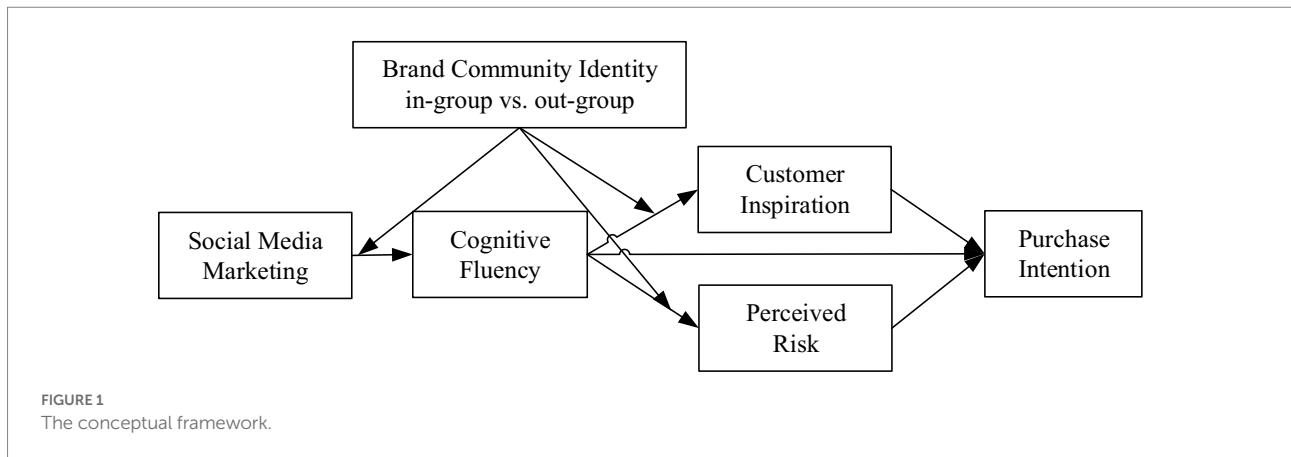 Brand Community Identity
in-group vs. out-group
Social Media
Marketing
Cognitive
Fluency
Customer
Inspiration
Perceived
Risk
Purchase
Intention
FIGURE 1
The conceptual framework.